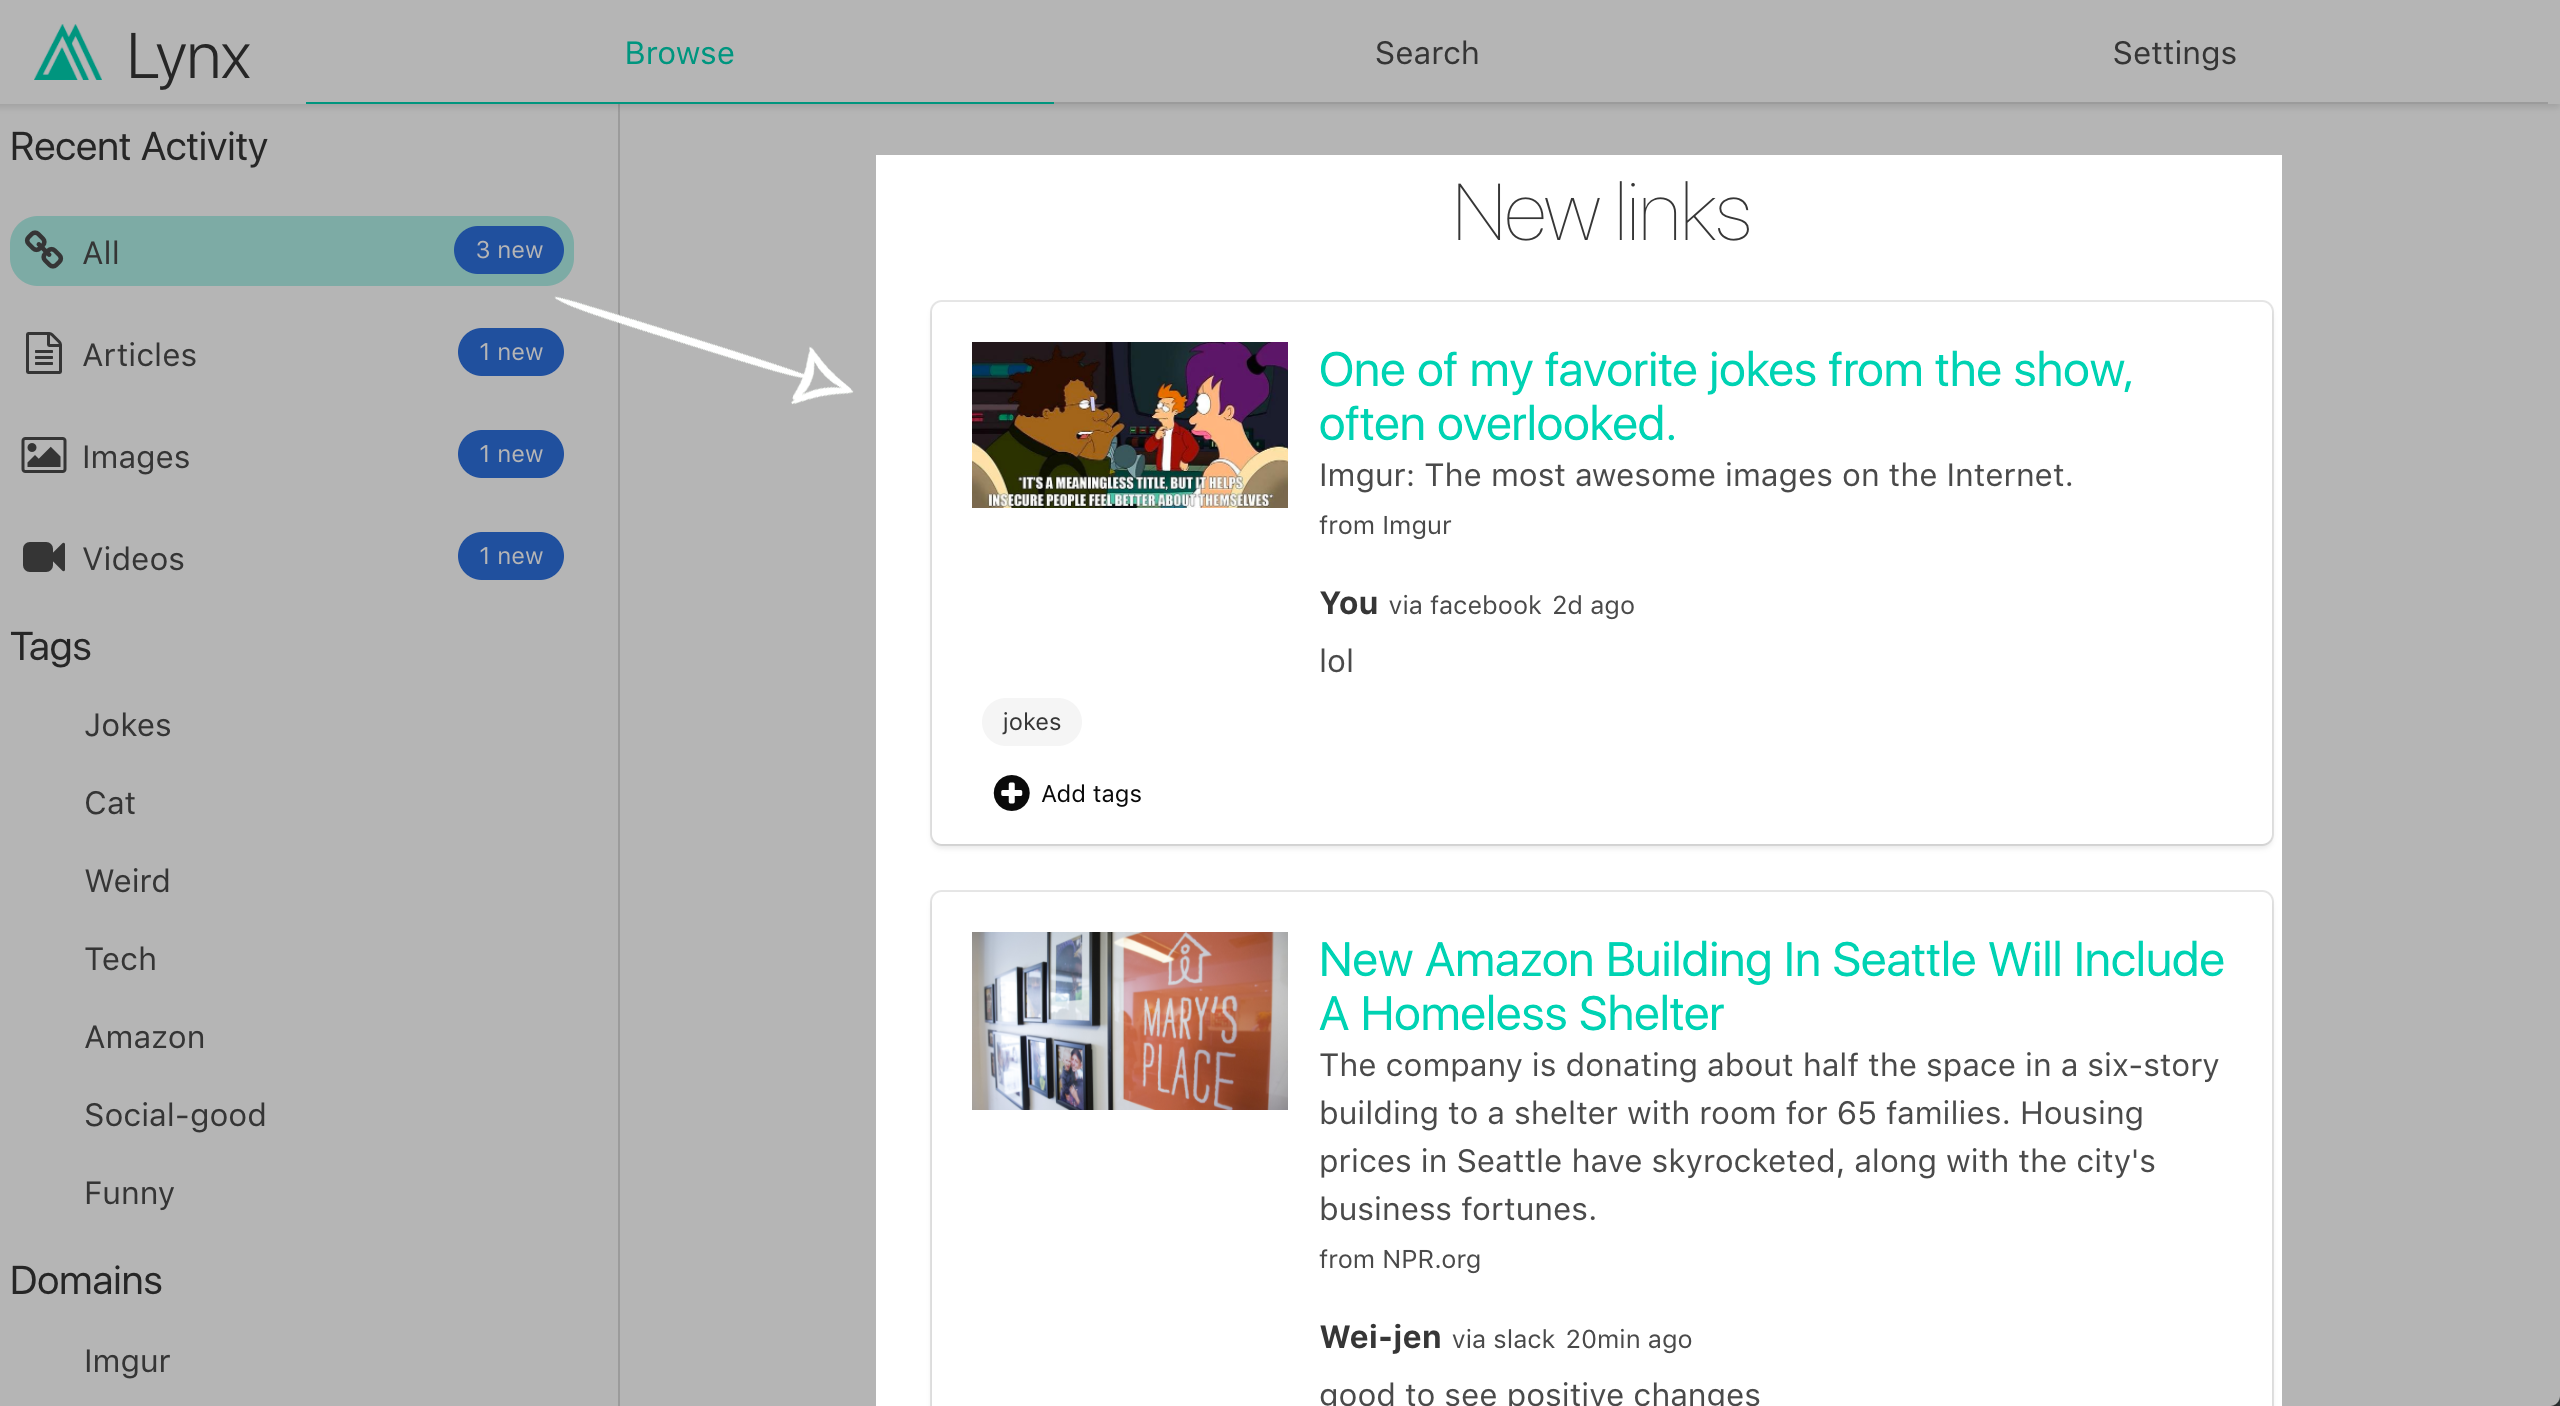 Lynx
Browse
Search
Settings
Recent Activity
All
3 new
Articles
1 new
Images
1 new
Videos
1 new
Tags
Jokes
Cat
Weird
Tech
Amazon
Social-good
Funny
Domains
Imgur
New links
"IT'S A MEANINGLESS TITLE, BUT IT HELPS
INSECURE PEOPLE FEEL BETTER ABOUT THEMSELVES"
One of my favorite jokes from the show,
often overlooked.
Imgur: The most awesome images on the Internet.
from Imgur
You via facebook 2d ago
lol
jokes
Add tags
MARY'S
PLACE
New Amazon Building In Seattle Will Include
A Homeless Shelter
The company is donating about half the space in a six-story
building to a shelter with room for 65 families. Housing
prices in Seattle have skyrocketed, along with the city's
business fortunes.
from NPR.org
Wei-jen via slack 20min ago
good to see positive changes